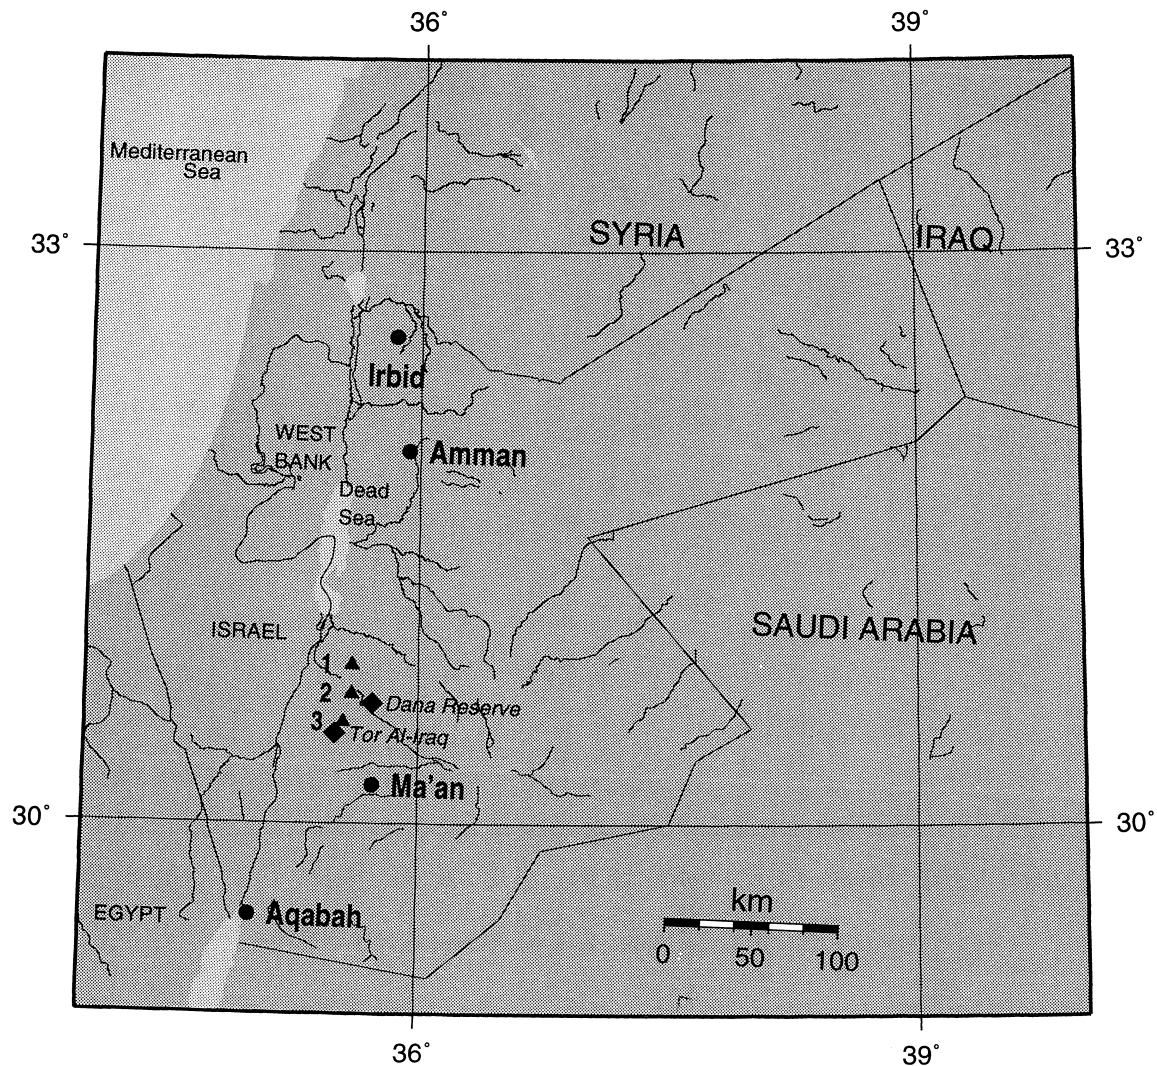 36°
39°
Mediterranean
Sea
SYRIA
IRAQ
33°
33°
Irbid
WEST
BANK
Amman
Dead
Sea
ISRAEL
SAUDI ARABIA
1
2
Dana Reserve
3
Tor Al-Iraq
Ma'an
30°
30°
EGYPT
Aqabah
km
0
50
100
36°
39°